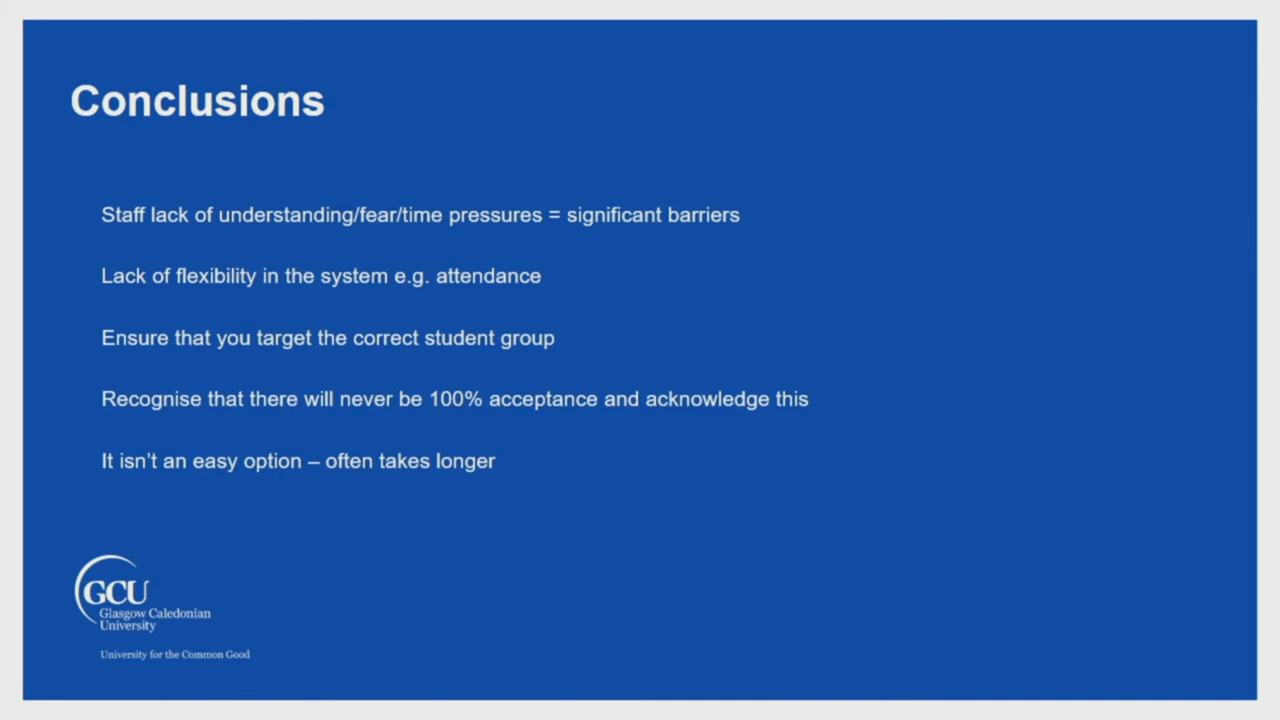 Conclusions
Staff lack of understanding/fear/time pressures = significant barriers
Lack of flexibility in the system e.g. attendance
Ensure that you target the correct student group
Recognise that there will never be 100% acceptance and acknowledge this
It isn't an easy option – often takes longer
GCU
Glasgow Caledonian
University
University for the Common Good